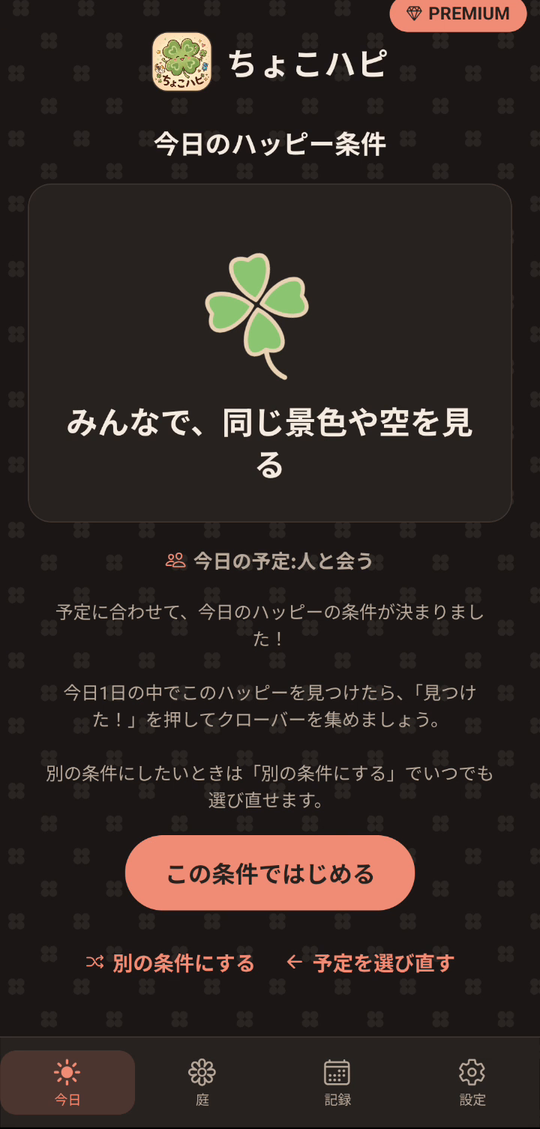 PREMIUM
ちょこハピ
ちょこハピ
今日のハッピー条件
みんなで、同じ景色や空を見
る
今日の予定:人と会う
予定に合わせて、今日のハッピーの条件が決まりまし
た！
今日1日の中でこのハッピーを見つけたら、「見つけ
た！」を押してクローバーを集めましょう。
別の条件にしたいときは「別の条件にする」でいつでも
選び直せます。
この条件ではじめる
別の条件にする
予定を選び直す
今日
庭
記録
設定